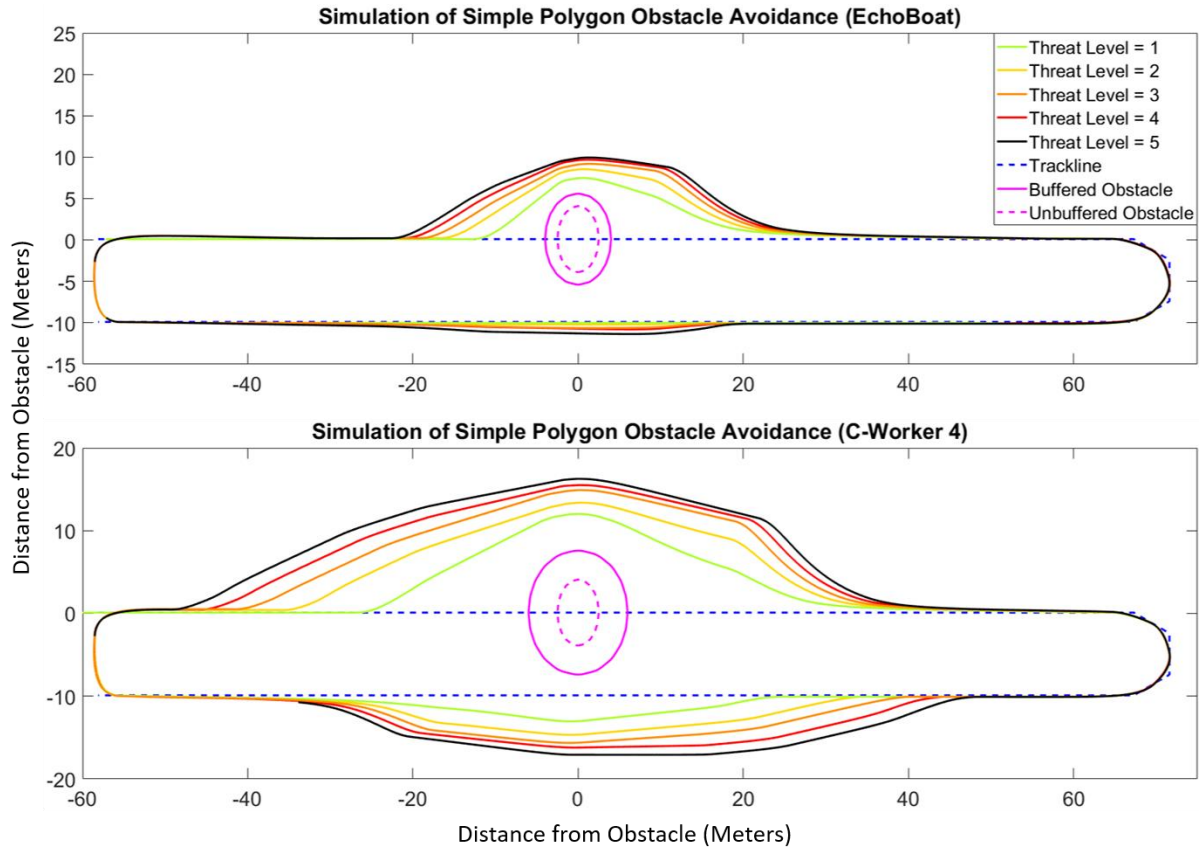 Simulation of Simple Polygon Obstacle Avoidance (EchoBoat)
25
20
15
10
5
0
-5
-10
-15
-60
-40
-20
0
20
40
60
Threat Level = 1
Threat Level = 2
Threat Level = 3
Threat Level = 4
Threat Level = 5
Trackline
Buffered Obstacle
Unbuffered Obstacle
Distance from Obstacle (Meters)
Simulation of Simple Polygon Obstacle Avoidance (C-Worker 4)
20
10
0
-10
-20
-60
-40
-20
0
20
40
60
Distance from Obstacle (Meters)